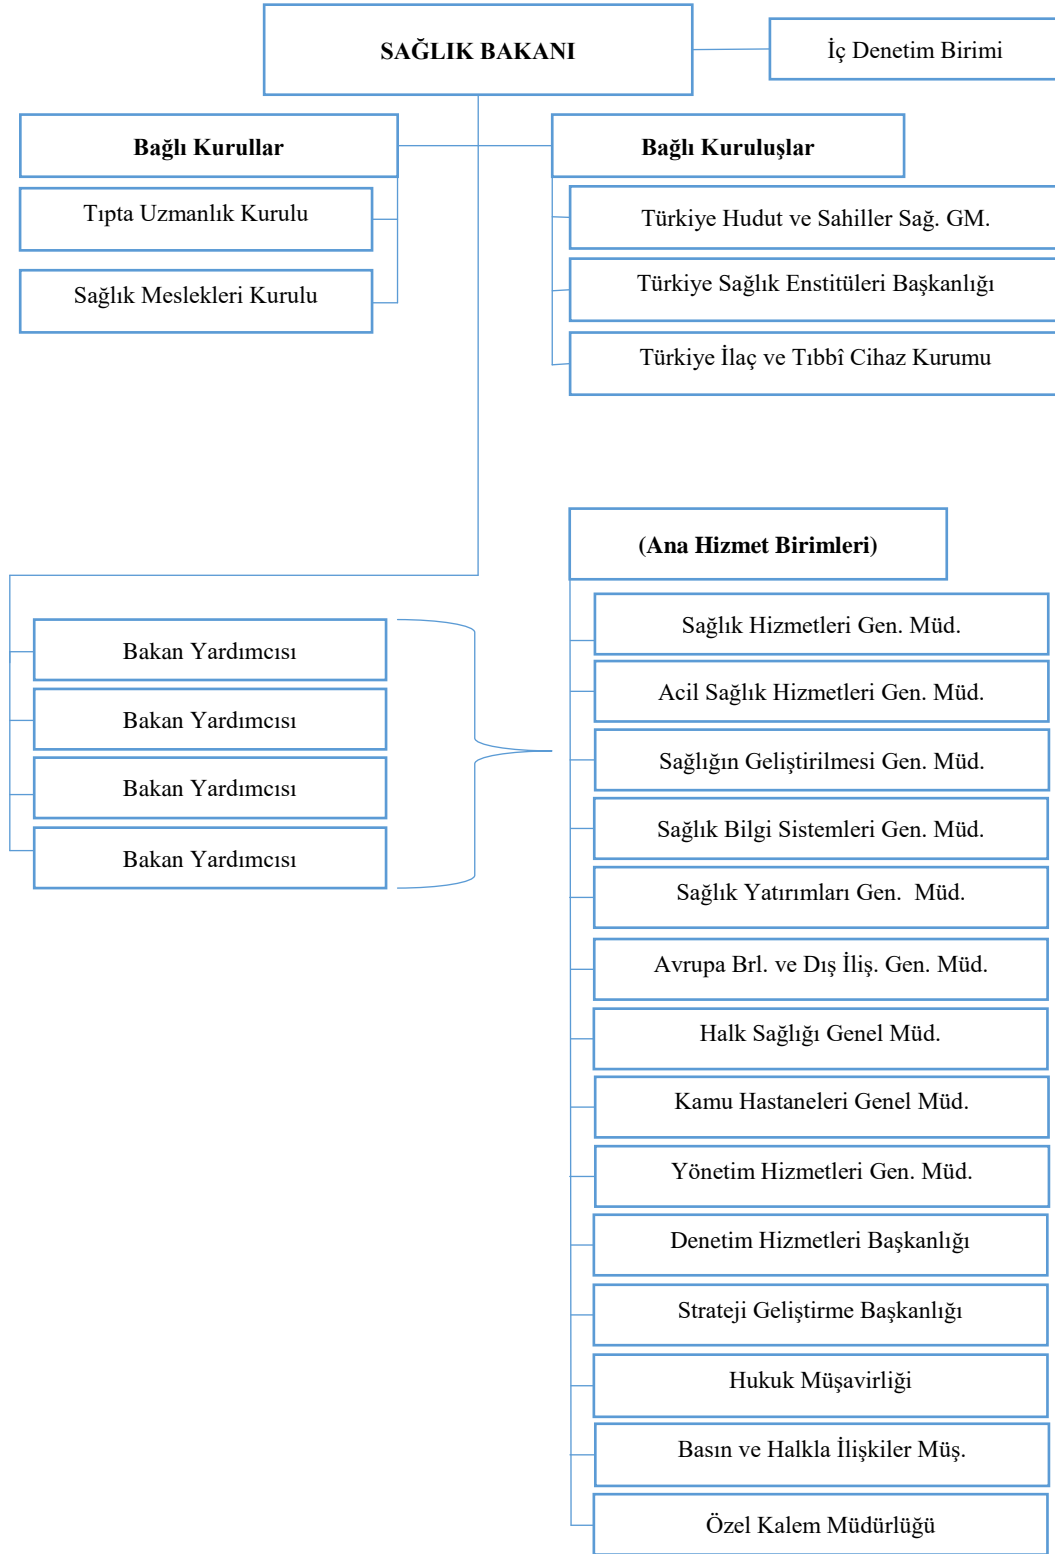 SAĞLIK BAKANI
İç Denetim Birimi
Bağlı Kurullar
Tıpta Uzmanlık Kurulu
Sağlık Meslekleri Kurulu
Bağlı Kuruluşlar
Türkiye Hudut ve Sahiller Sağ. GM.
Türkiye Sağlık Enstitüleri Başkanlığı
Türkiye İlaç ve Tıbbî Cihaz Kurumu
Bakan Yardımcısı
Bakan Yardımcısı
Bakan Yardımcısı
Bakan Yardımcısı
(Ana Hizmet Birimleri)
Sağlık Hizmetleri Gen. Müd.
Acil Sağlık Hizmetleri Gen. Müd.
Sağlığın Geliştirilmesi Gen. Müd.
Sağlık Bilgi Sistemleri Gen. Müd.
Sağlık Yatırımları Gen. Müd.
Avrupa Brl. ve Dış İliş. Gen. Müd.
Halk Sağlığı Genel Müd.
Kamu Hastaneleri Genel Müd.
Yönetim Hizmetleri Gen. Müd.
Denetim Hizmetleri Başkanlığı
Strateji Geliştirme Başkanlığı
Hukuk Müşavirliği
Basın ve Halkla İlişkiler Müş.
Özel Kalem Müdürlüğü